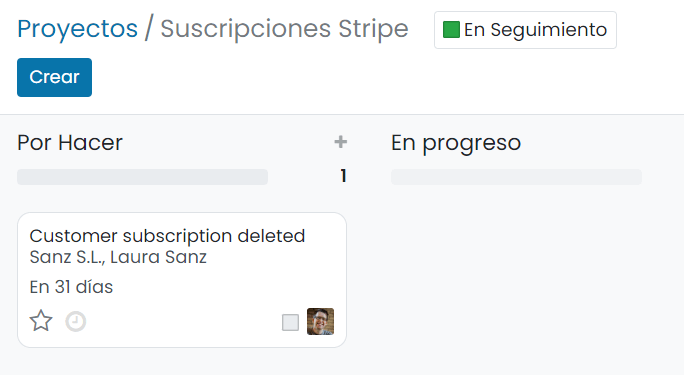 Proyectos / Suscripciones Stripe
En Seguimiento
Crear
Por Hacer
+
1
En progreso
Customer subscription deleted
Sanz S.L., Laura Sanz
En 31 días